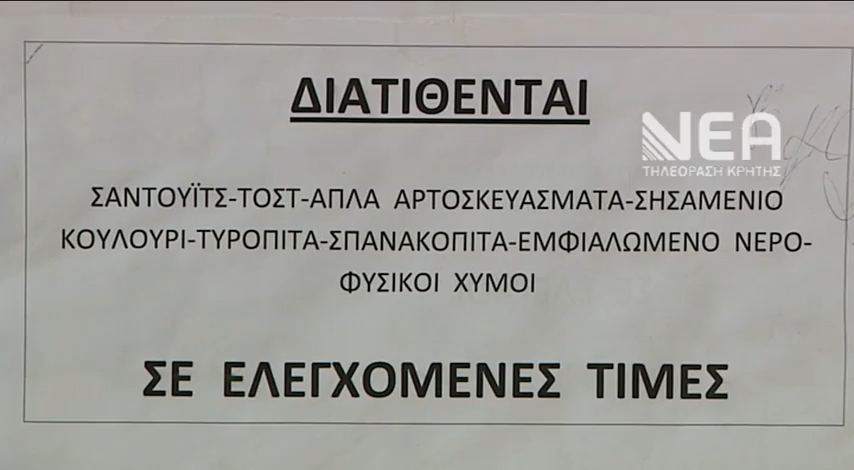 ΔΙΑΤΙΘΕΝΤΑΙ
ΝΕΑ
ΤΗΛΕΟΡΑΣΗ ΚΡΗΤΗΣ
ΣΑΝΤΟΥΪΤΣ-ΤΟΣΤ-ΑΠΛΑ ΑΡΤΟΣΚΕΥΑΣΜΑΤΑ-ΣΗΣΑΜΕΝΙΟ
ΚΟΥΛΟΥΡΙ-ΤΥΡΟΠΙΤΑ-ΣΠΑΝΑΚΟΠΙΤΑ-ΕΜΦΙΑΛΩΜΕΝΟ ΝΕΡΟ-
ΦΥΣΙΚΟΙ ΧΥΜΟΙ
ΣΕ ΕΛΕΓΧΟΜΕΝΕΣ ΤΙΜΕΣ